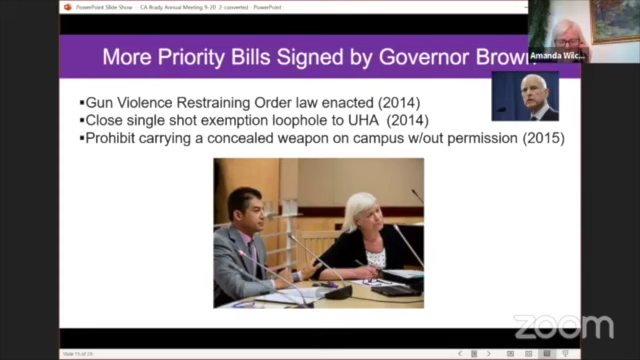 PowerPoint Slide Show - CA Brady Annual Meeting 9-20 2-converted - PowerPoint
Amanda Wilc...
More Priority Bills Signed by Governor Brown
▪Gun Violence Restraining Order law enacted (2014)
▪Close single shot exemption loophole to UHA (2014)
▪Prohibit carrying a concealed weapon on campus w/out permission (2015)
zoom